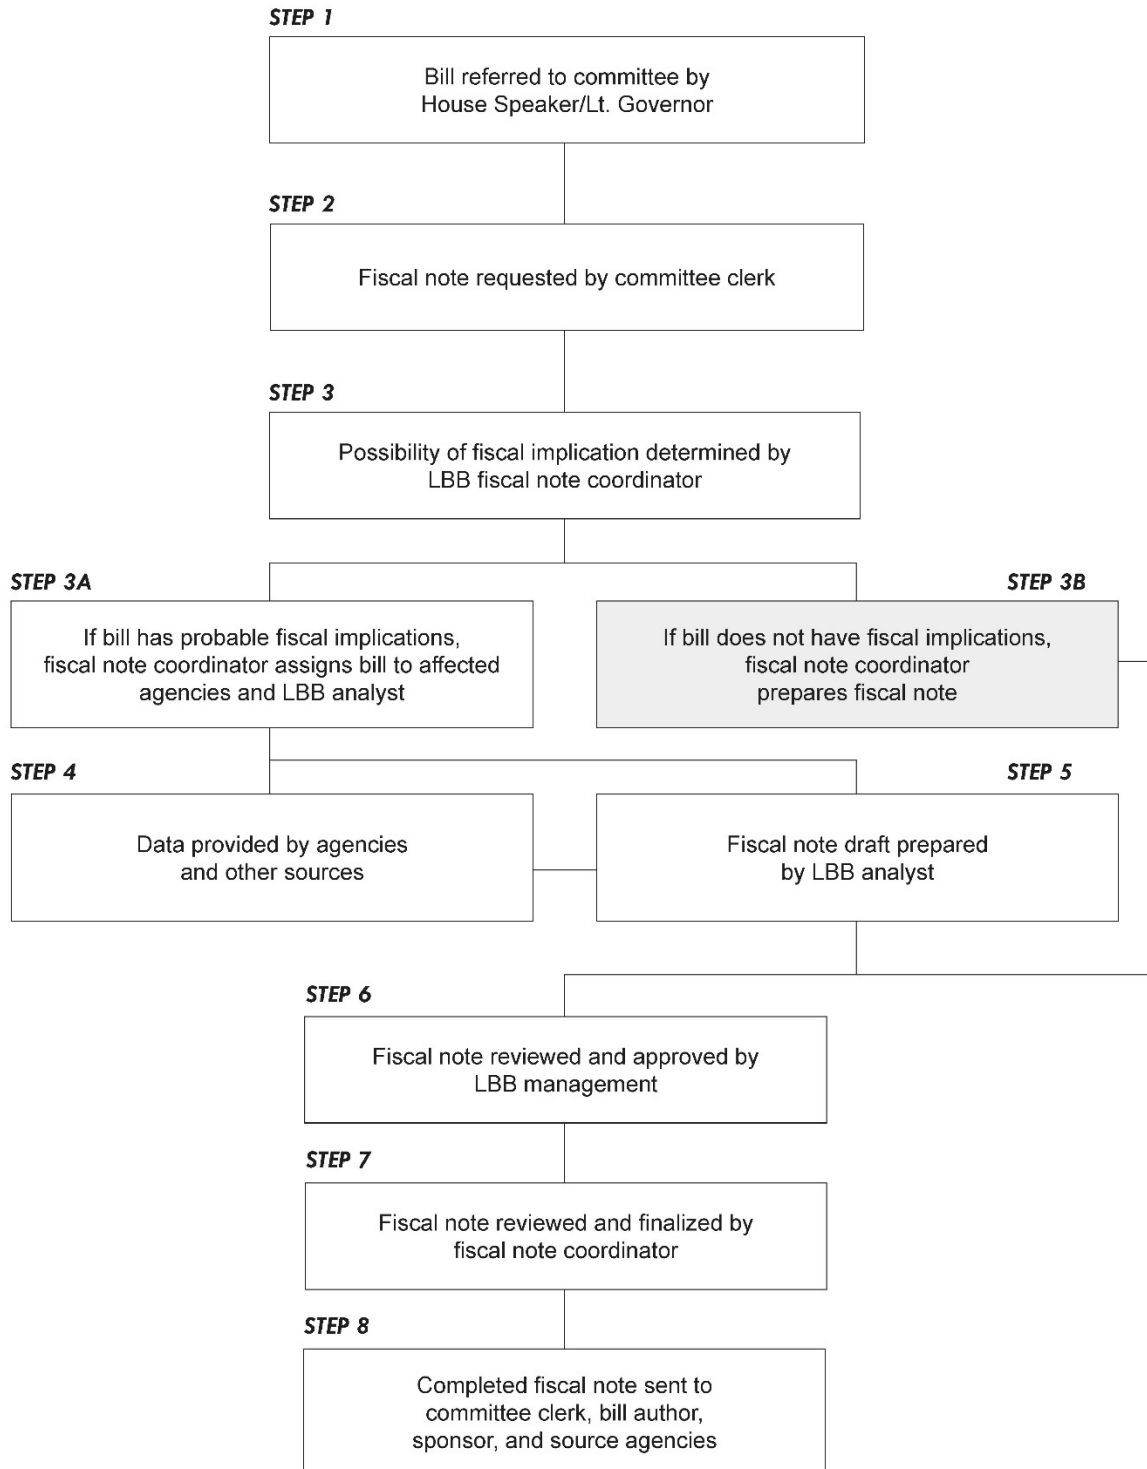 STEP 1
Bill referred to committee by
House Speaker/Lt. Governor
STEP 2
Fiscal note requested by committee clerk
STEP 3
Possibility of fiscal implication determined by
LBB fiscal note coordinator
STEP 3A
If bill has probable fiscal implications,
fiscal note coordinator assigns bill to affected
agencies and LBB analyst
STEP 3B
If bill does not have fiscal implications,
fiscal note coordinator
prepares fiscal note
STEP 4
Data provided by agencies
and other sources
STEP 5
Fiscal note draft prepared
by LBB analyst
STEP 6
Fiscal note reviewed and approved by
LBB management
STEP 7
Fiscal note reviewed and finalized by
fiscal note coordinator
STEP 8
Completed fiscal note sent to
committee clerk, bill author,
sponsor, and source agencies